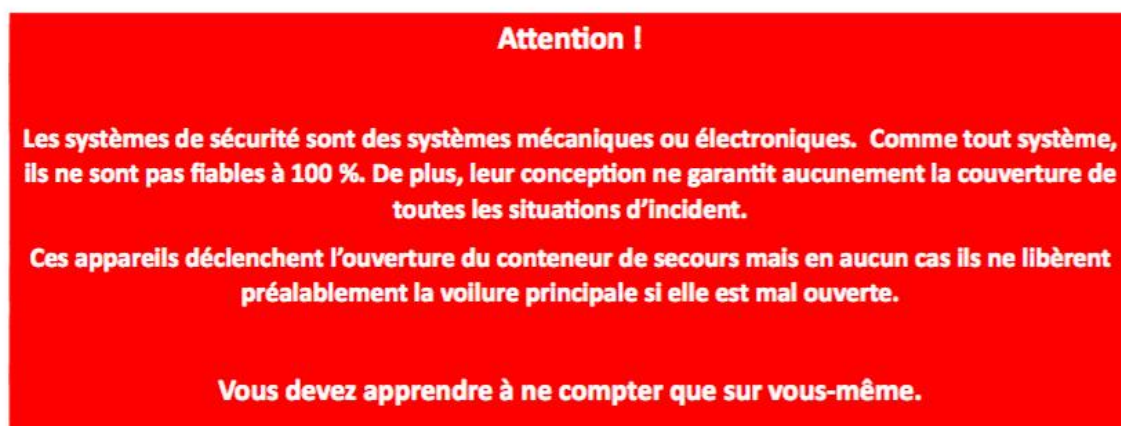 Attention !
Les systèmes de sécurité sont des systèmes mécaniques ou électroniques.  Comme tout système,
ils ne sont pas fiables à 100 %. De plus, leur conception ne garantit aucunement la couverture de
toutes les situations d’incident.
Ces appareils déclenchent l’ouverture du conteneur de secours mais en aucun cas ils ne libèrent
préalablement la voilure principale si elle est mal ouverte.
Vous devez apprendre à ne compter que sur vous-même.